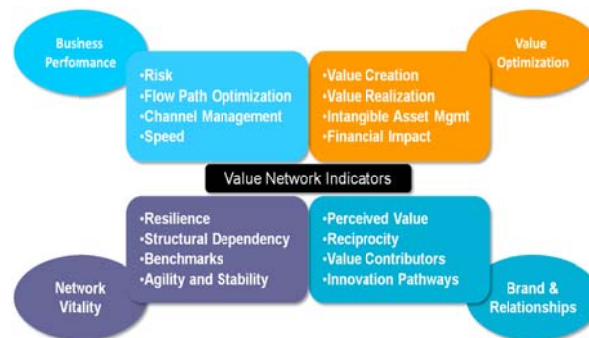 Business
Perfomance
•Risk
•Flow Path Optimization
•Channel Management
•Speed
•Value Creation
•Value Realization
•Intangible Asset Mgmt
•Financial Impact
Value
Optimization
Value Network Indicators
•Resilience
•Structural Dependency
•Benchmarks
•Agility and Stability
Network
Vitality
•Perceived Value
•Reciprocity
•Value Contributors
•Innovation Pathways
Brand &
Relationships